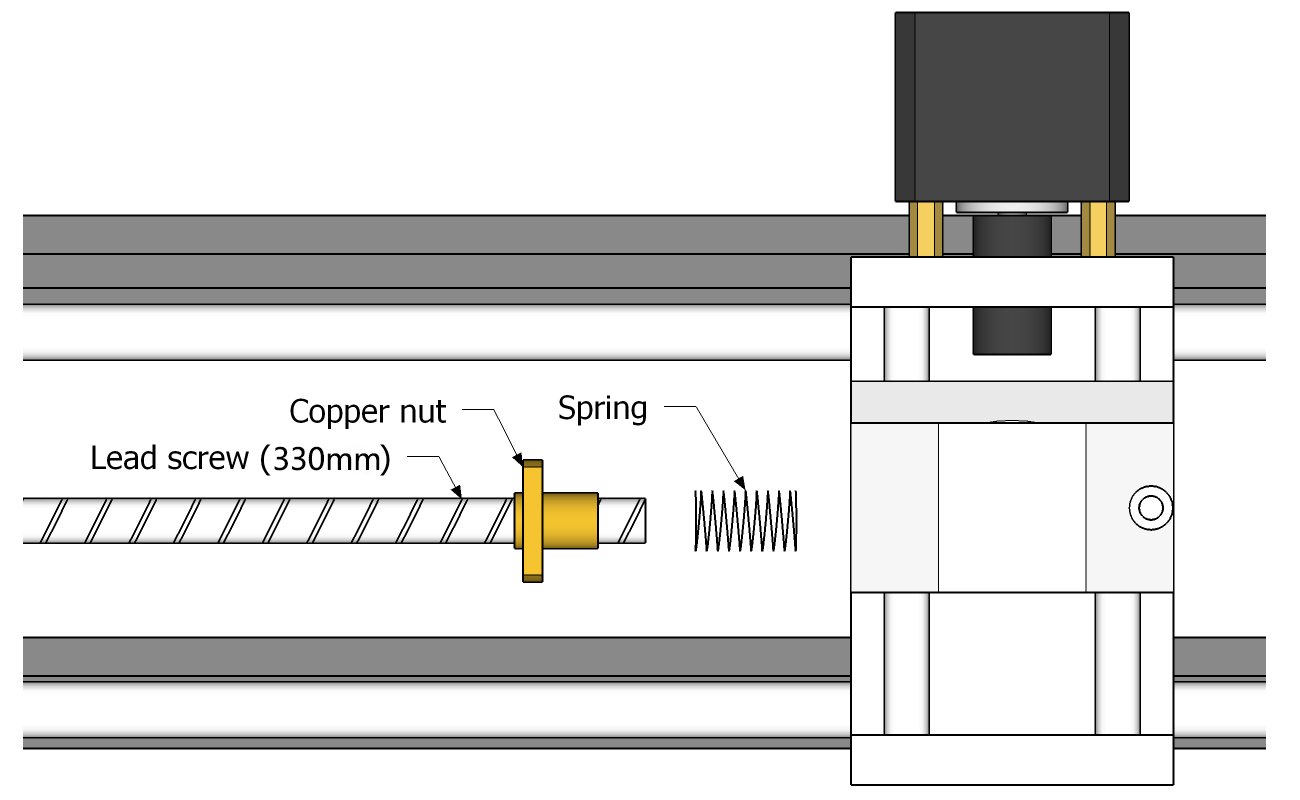 Copper nut
Spring
Lead screw (330mm)